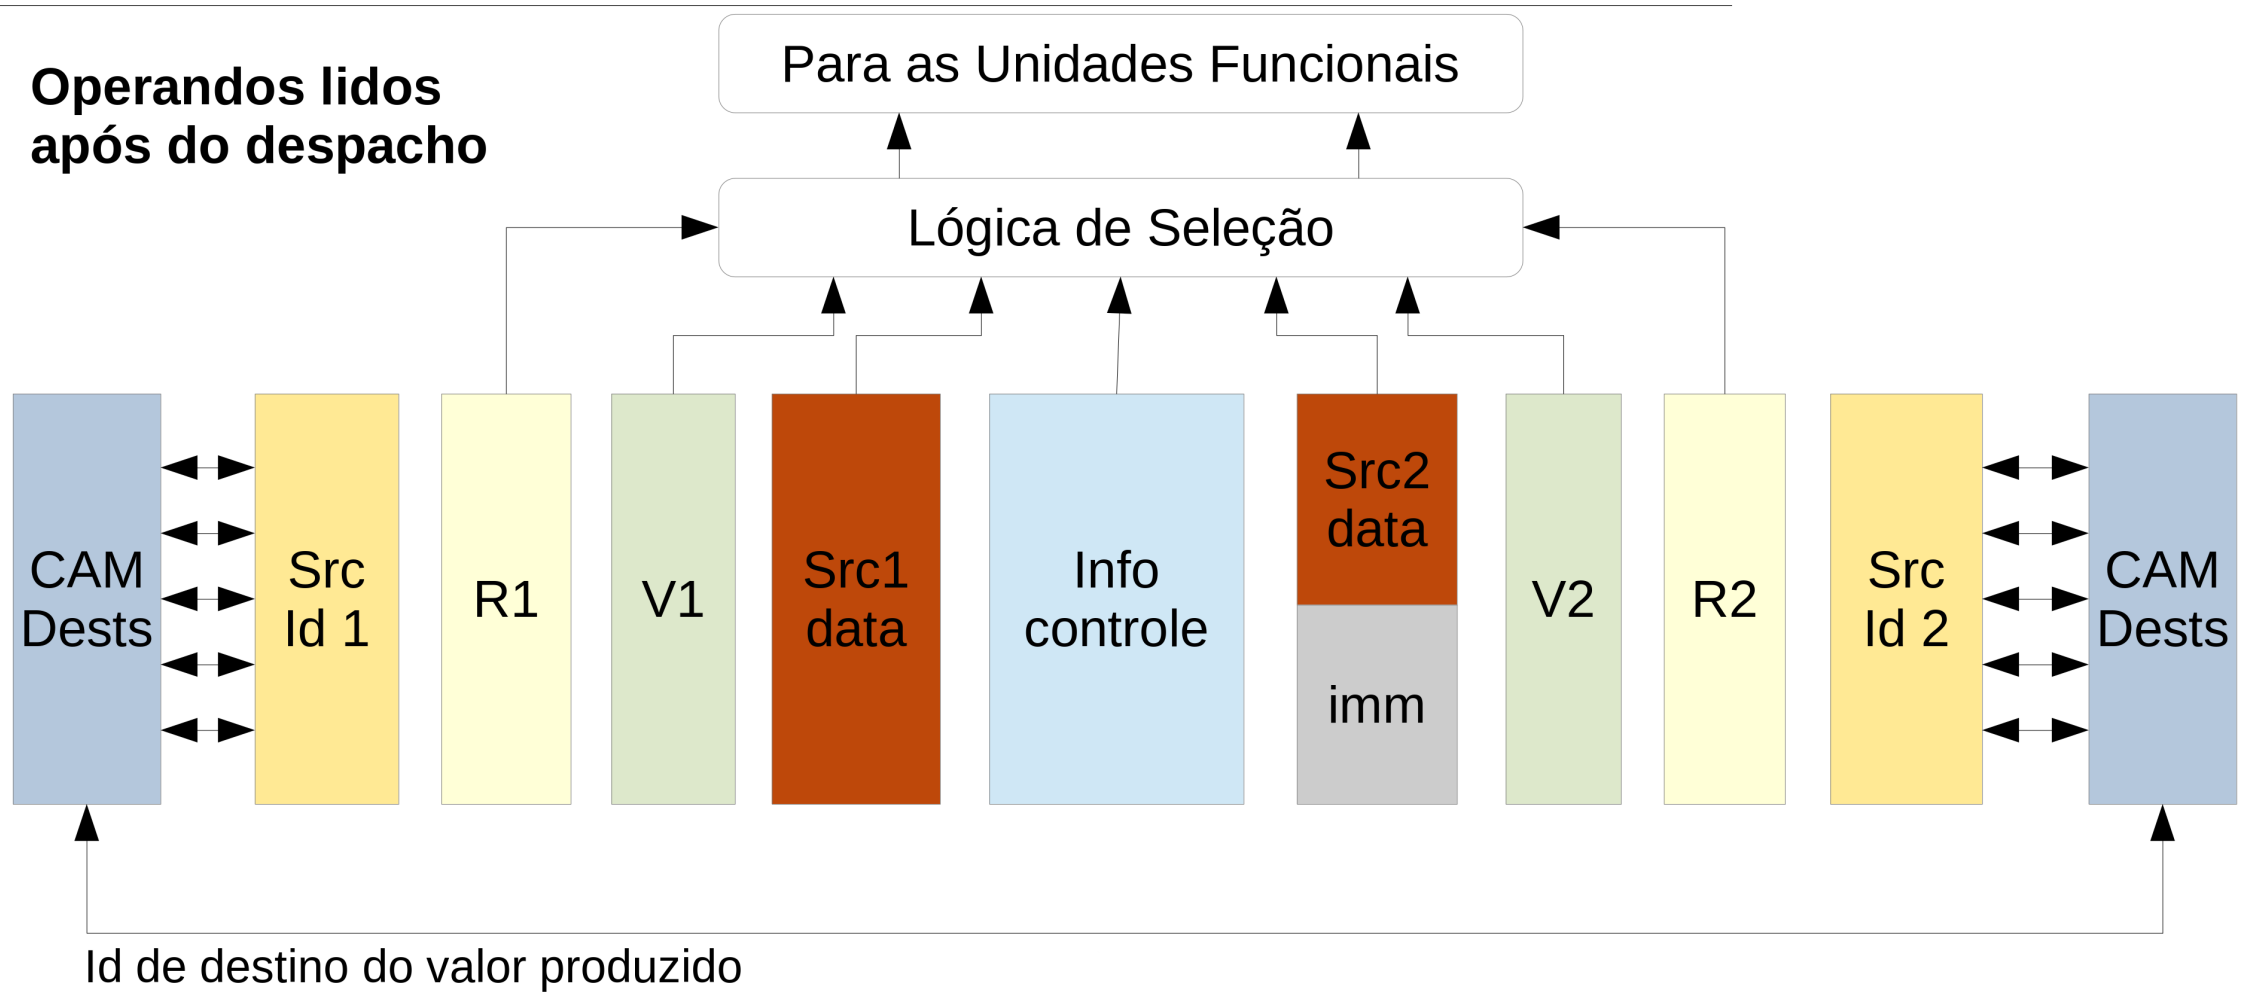 Para as Unidades Funcionais
Operandos lidos
após do despacho
Lógica de Seleção
CAM
Dests
Src
Id 1
R1
V1
Src1
data
Info
controle
Src2
data
imm
V2
R2
Src
Id 2
CAM
Dests
Id de destino do valor produzido